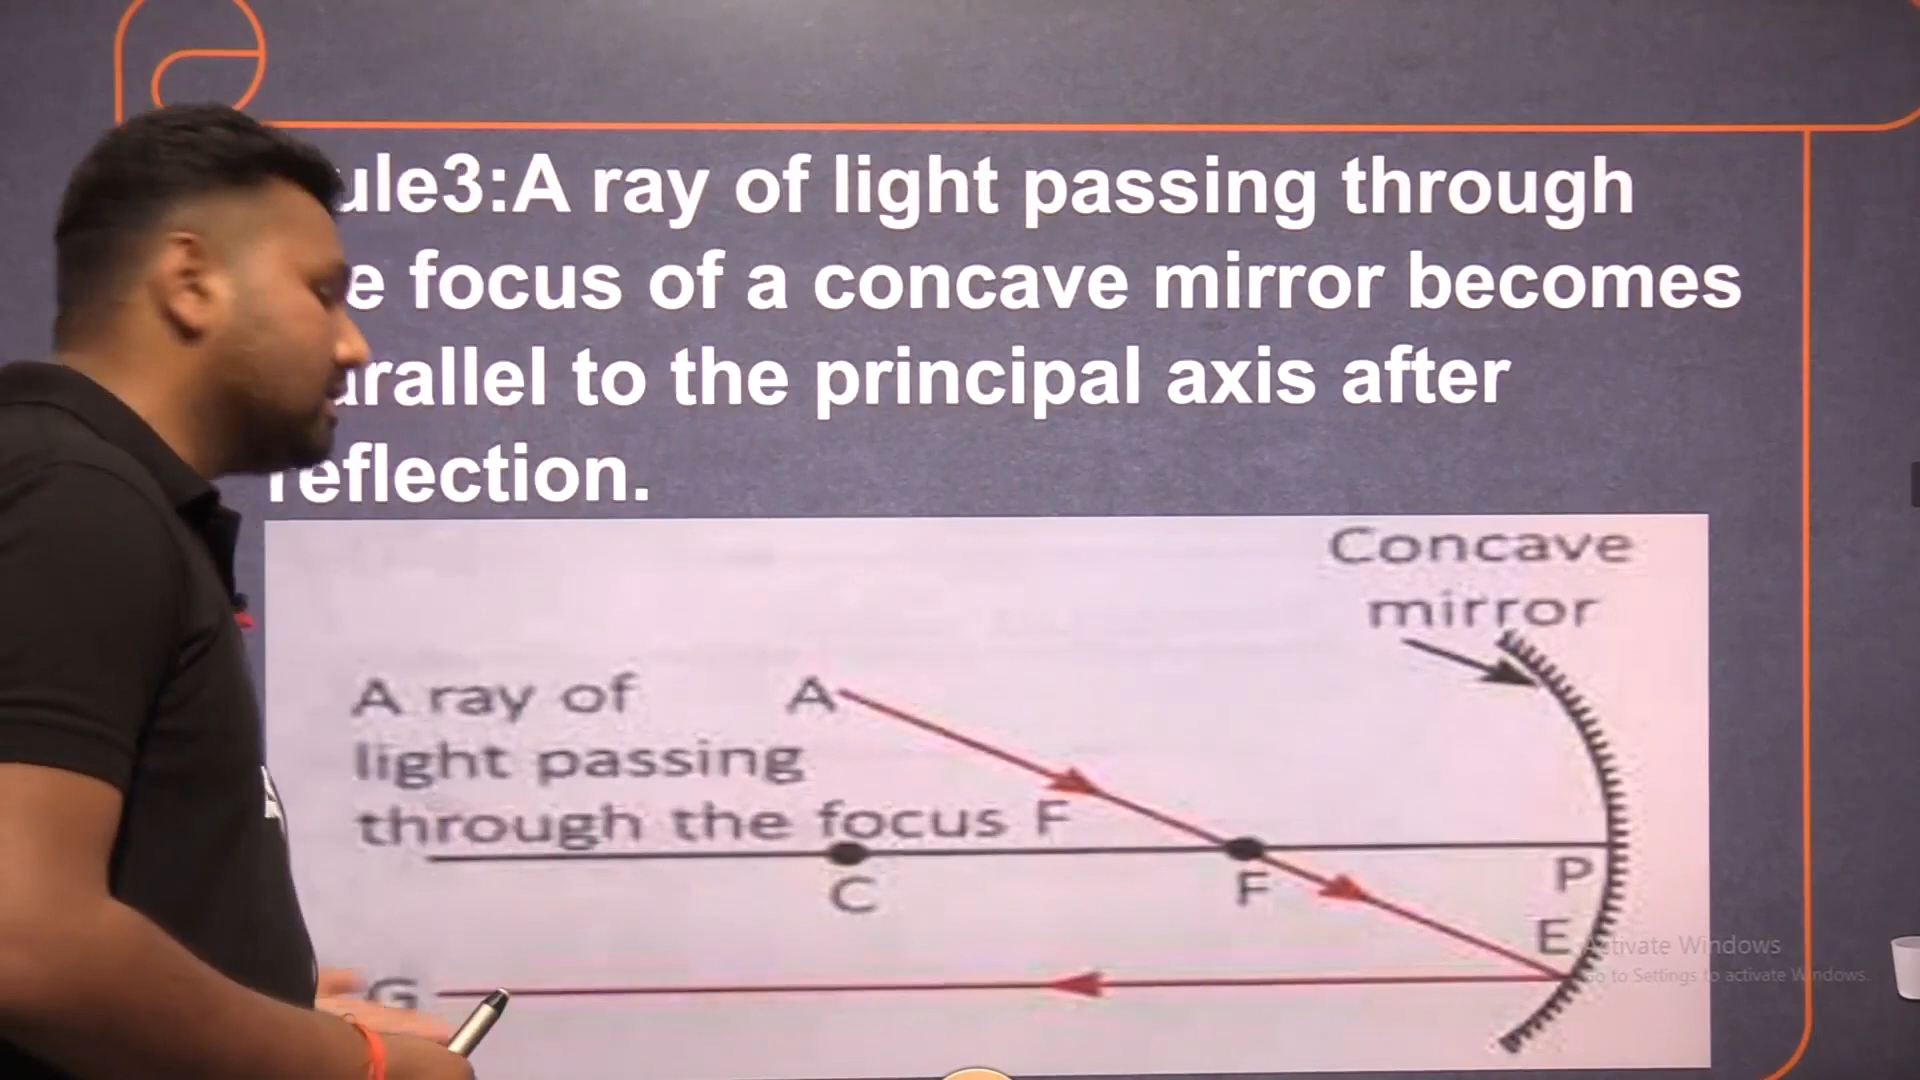 ule3:A ray of light passing through
e focus of a concave mirror becomes
arallel to the principal axis after
reflection.
Concave
mirror
A ray of
light passing
through the focus F
A
C
F
P
E
G
Activate Windows
Go to Settings to activate Windows.